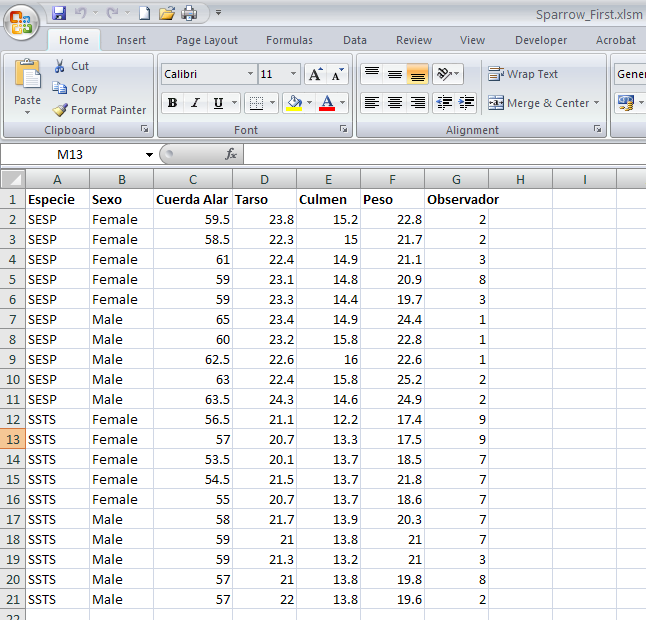 Sparrow_First.xlsm
Home Insert Page Layout Formulas Data Review View Developer Acrobat
Cut
Copy
Format Painter
Paste
Calibri 11 A A
B I U A
Wrap Text
Merge & Center
Gene
Clipboard Font Alignment
M13 fx
A B C D E F G H I
1 Especie Sexo Cuerda Alar Tarso Culmen Peso Observador
2 SESP Female 59.5 23.8 15.2 22.8 2
3 SESP Female 58.5 22.3 15 21.7 2
4 SESP Female 61 22.4 14.9 21.1 3
5 SESP Female 59 23.1 14.8 20.9 8
6 SESP Female 59 23.3 14.4 19.7 3
7 SESP Male 65 23.4 14.9 24.4 1
8 SESP Male 60 23.2 15.8 22.8 1
9 SESP Male 62.5 22.6 16 22.6 1
10 SESP Male 63 22.4 15.8 25.2 2
11 SESP Male 63.5 24.3 14.6 24.9 2
12 SSTS Female 56.5 21.1 12.2 17.4 9
13 SSTS Female 57 20.7 13.3 17.5 9
14 SSTS Female 53.5 20.1 13.7 18.5 7
15 SSTS Female 54.5 21.5 13.7 21.8 7
16 SSTS Female 55 20.7 13.7 18.6 7
17 SSTS Male 58 21.7 13.9 20.3 7
18 SSTS Male 59 21 13.8 21 7
19 SSTS Male 59 21.3 13.2 21 3
20 SSTS Male 57 21 13.8 19.8 8
21 SSTS Male 57 22 13.8 19.6 2
22